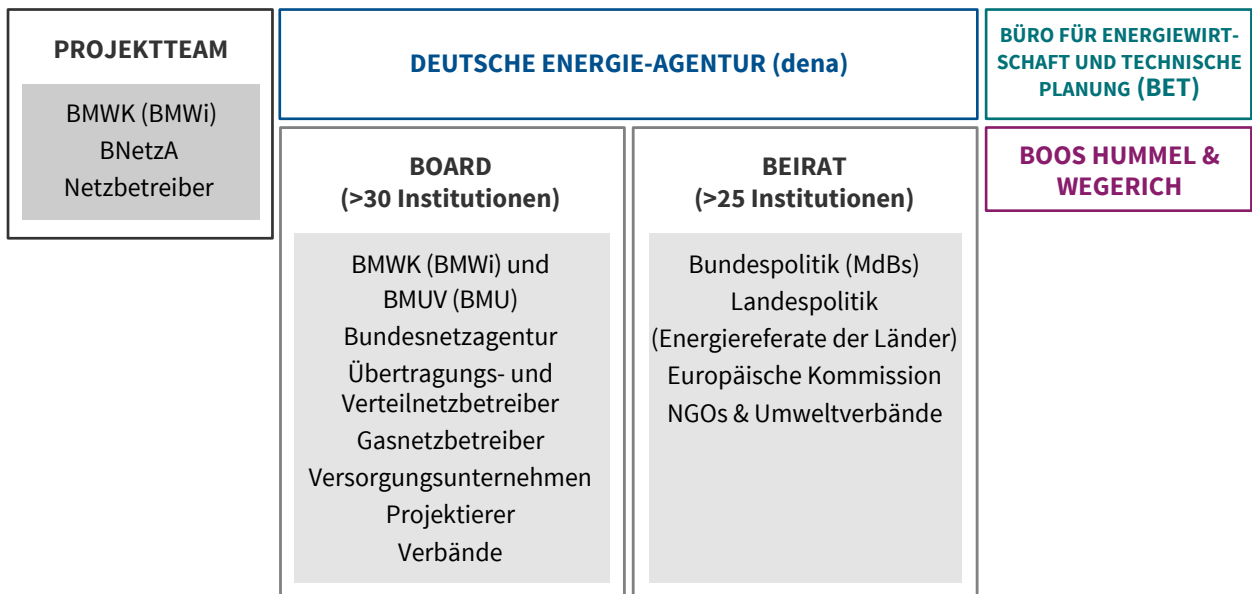 PROJEKTTEAM
BMWK (BMWi)
BNetzA
Netzbetreiber
DEUTSCHE ENERGIE-AGENTUR (dena)
BOARD
(>30 Institutionen)
BMWK (BMWi) und
BMUV (BMU)
Bundesnetzagentur
Übertragungs- und
Verteilnetzbetreiber
Gasnetzbetreiber
Versorgungsunternehmen
Projektierer
Verbände
BEIRAT
(>25 Institutionen)
Bundespolitik (MdBs)
Landespolitik
(Energiereferate der Länder)
Europäische Kommission
NGOs & Umweltverbände
BÜRO FÜR ENERGIEWIRT-
SCHAFT UND TECHNISCHE
PLANUNG (BET)
BOOS HUMMEL &
WEGERICH